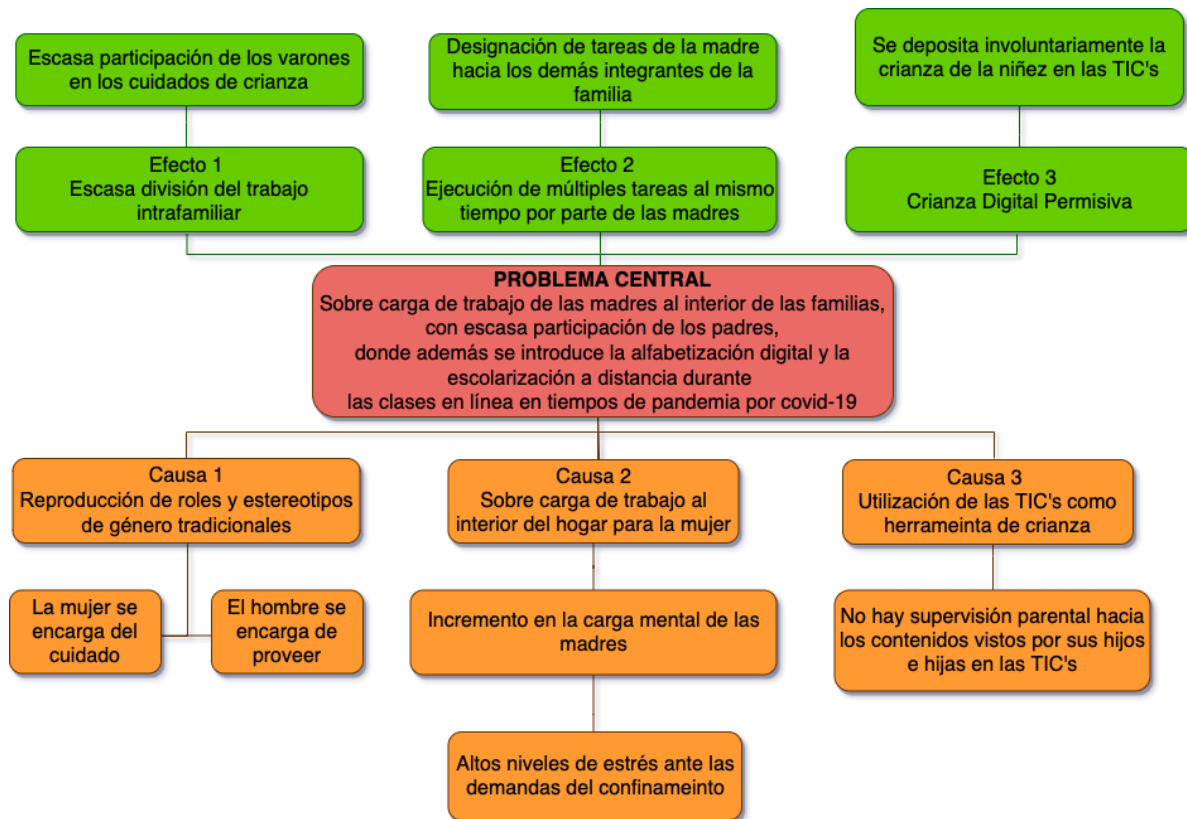 Escasa participación de los varones
en los cuidados de crianza
Designación de tareas de la madre
hacia los demás integrantes de la
familia
Se deposita involuntariamente la
crianza de la niñez en las TIC's
Efecto 1
Escasa división del trabajo
intrafamiliar
Efecto 2
Ejecución de múltiples tareas al mismo
tiempo por parte de las madres
Efecto 3
Crianza Digital Permisiva
PROBLEMA CENTRAL
Sobre carga de trabajo de las madres al interior de las familias,
con escasa participación de los padres,
donde además se introduce la alfabetización digital y la
escolarización a distancia durante
las clases en línea en tiempos de pandemia por covid-19
Causa 1
Reproducción de roles y estereotipos
de género tradicionales
Causa 2
Sobre carga de trabajo al
interior del hogar para la mujer
Causa 3
Utilización de las TIC's como
herrameinta de crianza
La mujer se
encarga del
cuidado
El hombre se
encarga de
proveer
Incremento en la carga mental de las
madres
No hay supervisión parental hacia
los contenidos vistos por sus hijos
e hijas en las TIC's
Altos niveles de estrés ante las
demandas del confinameinto